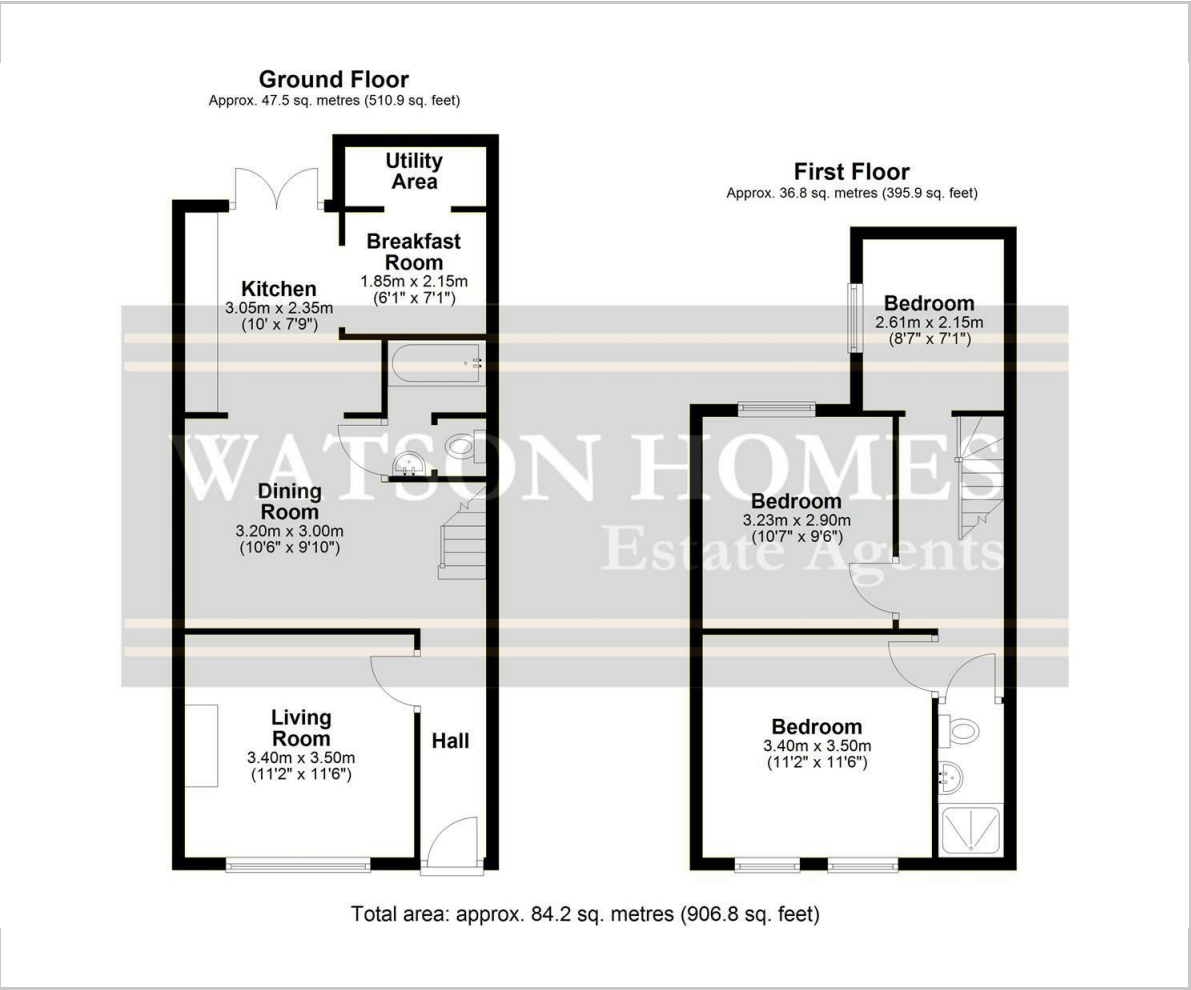 Ground Floor
Approx. 47.5 sq. metres (510.9 sq. feet)
Utility
Area
Breakfast
Room
1.85m x 2.15m
(6'1" x 7'1")
Kitchen
3.05m x 2.35m
(10' x 7'9")
Dining
Room
3.20m x 3.00m
(10'6" x 9'10")
Living
Room
3.40m x 3.50m
(11'2" x 11'6")
Hall
First Floor
Approx. 36.8 sq. metres (395.9 sq. feet)
Bedroom
2.61m x 2.15m
(8'7" x 7'1")
Bedroom
3.23m x 2.90m
(10'7" x 9'6")
Bedroom
3.40m x 3.50m
(11'2" x 11'6")
WATSON HOMES
Estate Agents
Total area: approx. 84.2 sq. metres (906.8 sq. feet)